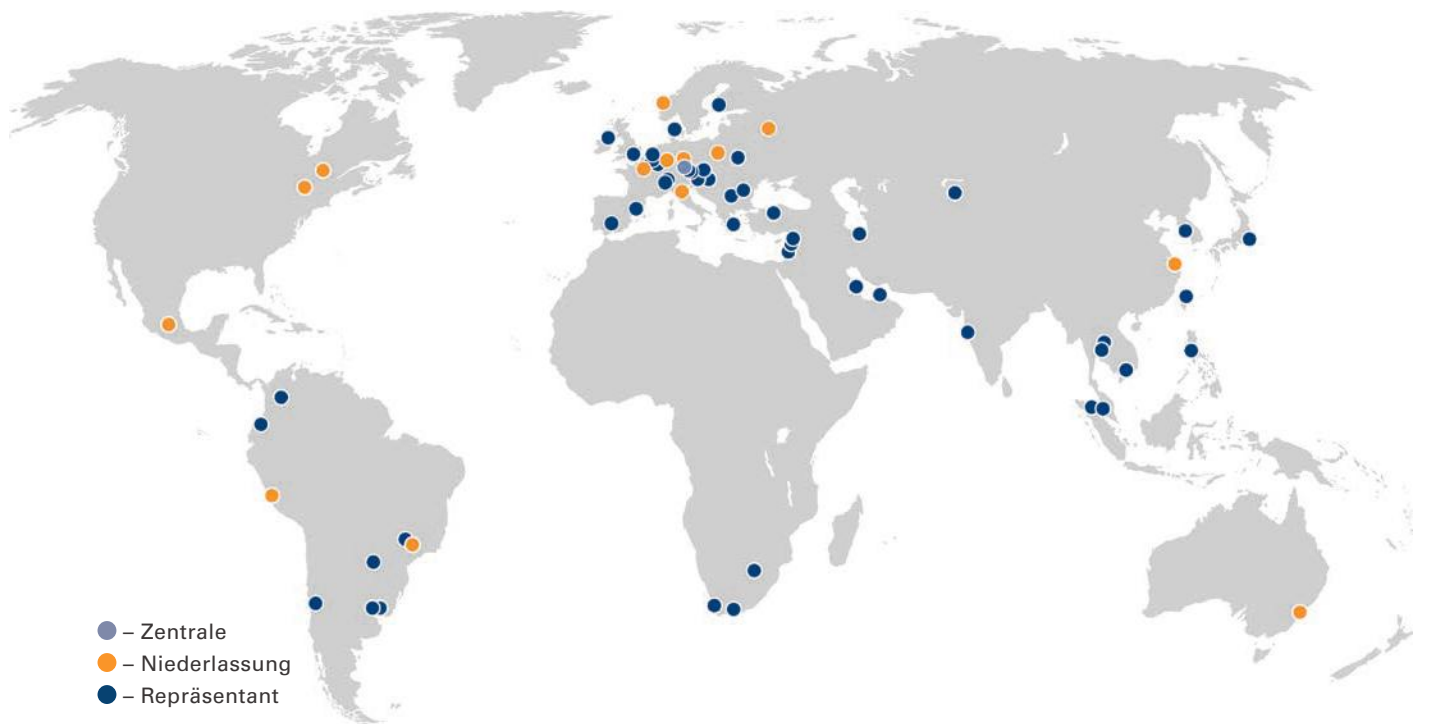 – Zentrale
– Niederlassung
– Repräsentant